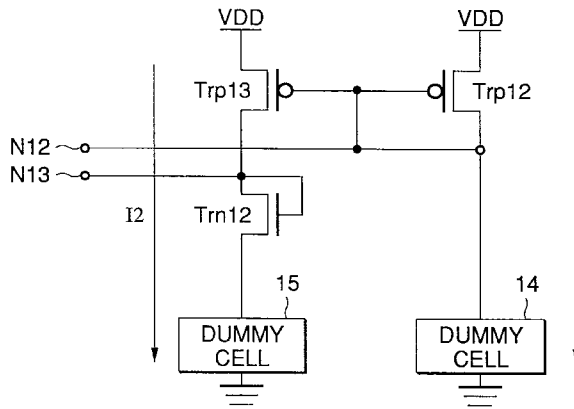 VDD
VDD
Trp13
Trp12
N12
N13
Trn12
I2
15
14
DUMMY
CELL
DUMMY
CELL